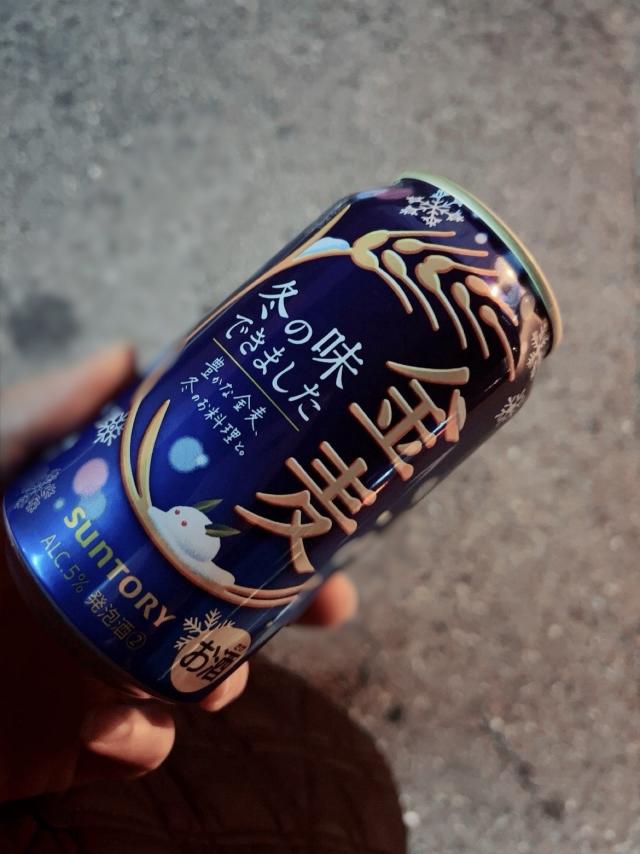 金麦
冬の味
できました
豊かな金麦、
冬のお料理と。
SUNTORY
ALC.5% 発泡酒②
お酒